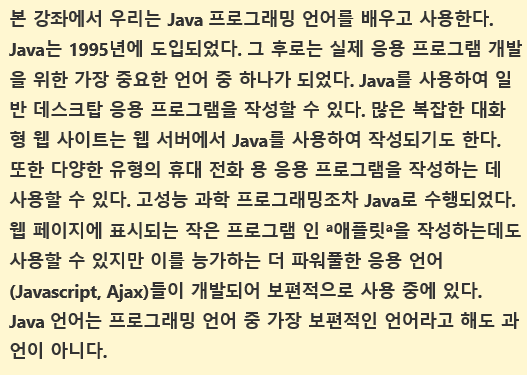 본 강좌에서 우리는 Java 프로그래밍 언어를 배우고 사용한다.
Java는 1995년에 도입되었다. 그 후로는 실제 응용 프로그램 개발
을 위한 가장 중요한 언어 중 하나가 되었다. Java를 사용하여 일
반 데스크탑 응용 프로그램을 작성할 수 있다. 많은 복잡한 대화
형 웹 사이트는 웹 서버에서 Java를 사용하여 작성되기도 한다.
또한 다양한 유형의 휴대 전화 용 응용 프로그램을 작성하는 데
사용할 수 있다. 고성능 과학 프로그래밍조차 Java로 수행되었다.
웹 페이지에 표시되는 작은 프로그램 인 ª애플릿ª을 작성하는데도
사용할 수 있지만 이를 능가하는 더 파워풀한 응용 언어
(Javascript, Ajax)들이 개발되어 보편적으로 사용 중에 있다.
Java 언어는 프로그래밍 언어 중 가장 보편적인 언어라고 해도 과
언이 아니다.